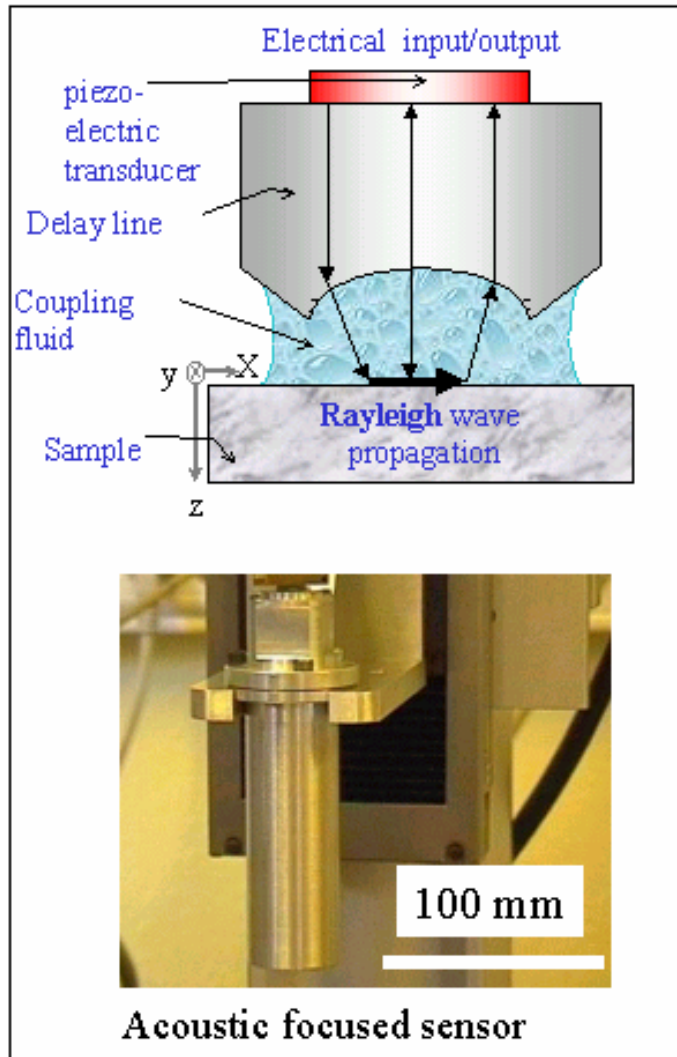 Electrical input/output
piezo-
electric
transducer
Delay line
Coupling
fluid
y X
Rayleigh wave
propagation
Sample
z
100 mm
Acoustic focused sensor